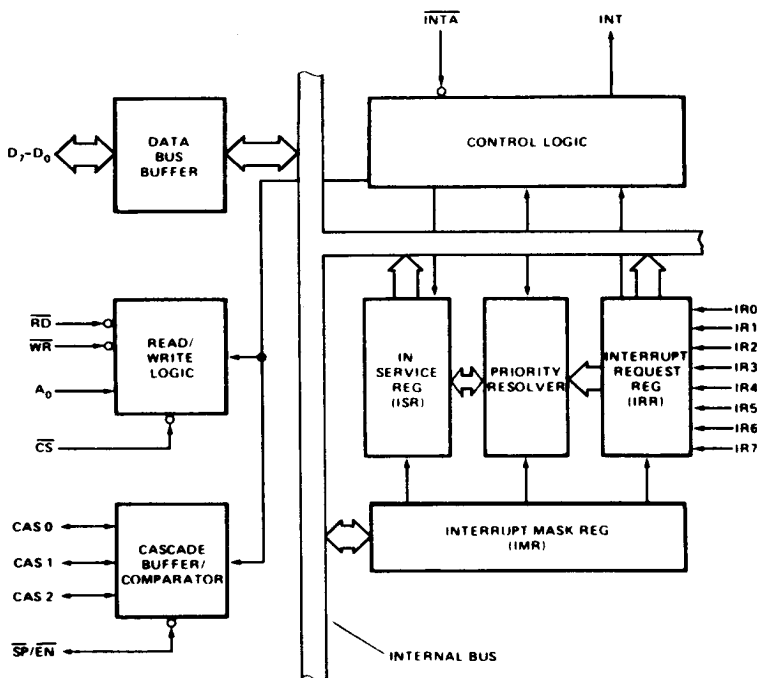 INTA
INT
DATA
BUS
BUFFER
D7-D0
CONTROL LOGIC
RD
WR
A0
CS
READ/
WRITE
LOGIC
IN
SERVICE
REG
(ISR)
PRIORITY
RESOLVER
INTERRUPT
REQUEST
REG
(IRR)
IR0
IR1
IR2
IR3
IR4
IR5
IR6
IR7
CAS 0
CAS 1
CAS 2
SP/EN
CASCADE
BUFFER/
COMPARATOR
INTERRUPT MASK REG
(IMR)
INTERNAL BUS